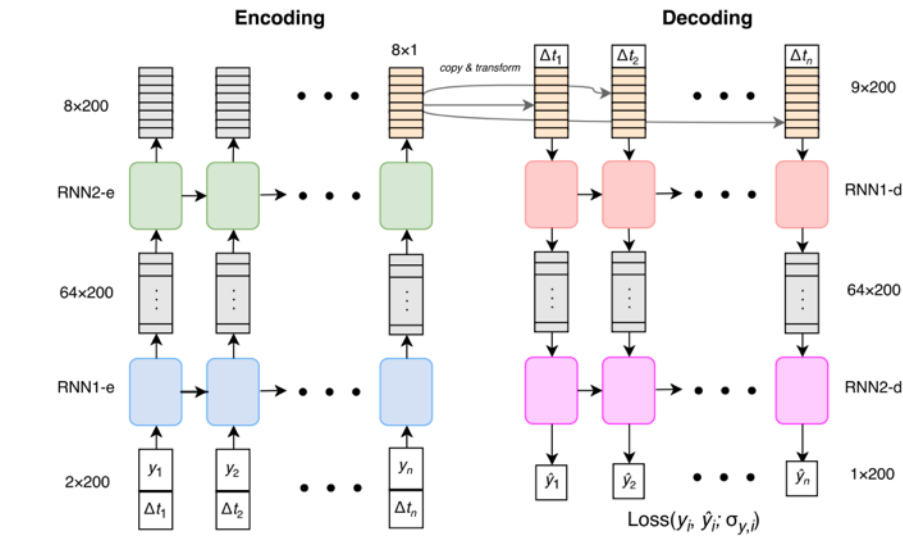 Encoding
Decoding
8×1
copy & transform
Δt₁
Δt₂
Δtₙ
8×200
9×200
RNN2-e
RNN1-d
64×200
64×200
RNN1-e
RNN2-d
2×200
y₁
y₂
yₙ
Δt₁
Δt₂
Δtₙ
ŷ₁
ŷ₂
ŷₙ
1×200
Loss(yᵢ, ŷᵢ; σ_y,i)